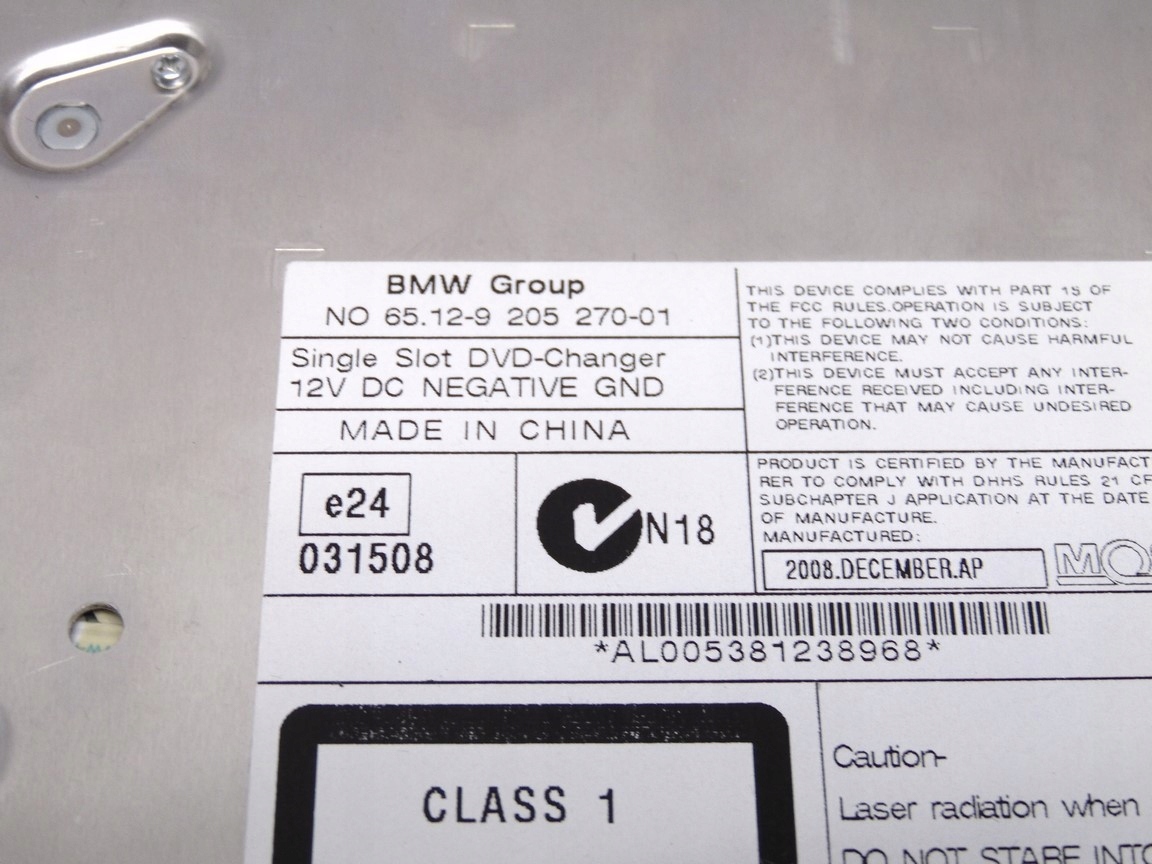 BMW Group
NO 65.12-9 205 270-01
Single Slot DVD-Changer
12V DC NEGATIVE GND
MADE IN CHINA
e24
031508
N18
THIS DEVICE COMPLIES WITH PART 15 OF
THE FCC RULES.OPERATION IS SUBJECT
TO THE FOLLOWING TWO CONDITIONS:
(1)THIS DEVICE MAY NOT CAUSE HARMFUL
INTERFERENCE.
(2)THIS DEVICE MUST ACCEPT ANY INTER-
FERENCE RECEIVED INCLUDING INTER-
FERENCE THAT MAY CAUSE UNDESIRED
OPERATION.
PRODUCT IS CERTIFIED BY THE MANUFACT
RER TO COMPLY WITH DHHS RULES 21 CF
SUBCHAPTER J APPLICATION AT THE DATE
OF MANUFACTURE.
MANUFACTURED:
2008.DECEMBER.AP
*AL005381238968*
CLASS 1
Caution-
Laser radiation when
DO NOT STARE INTO